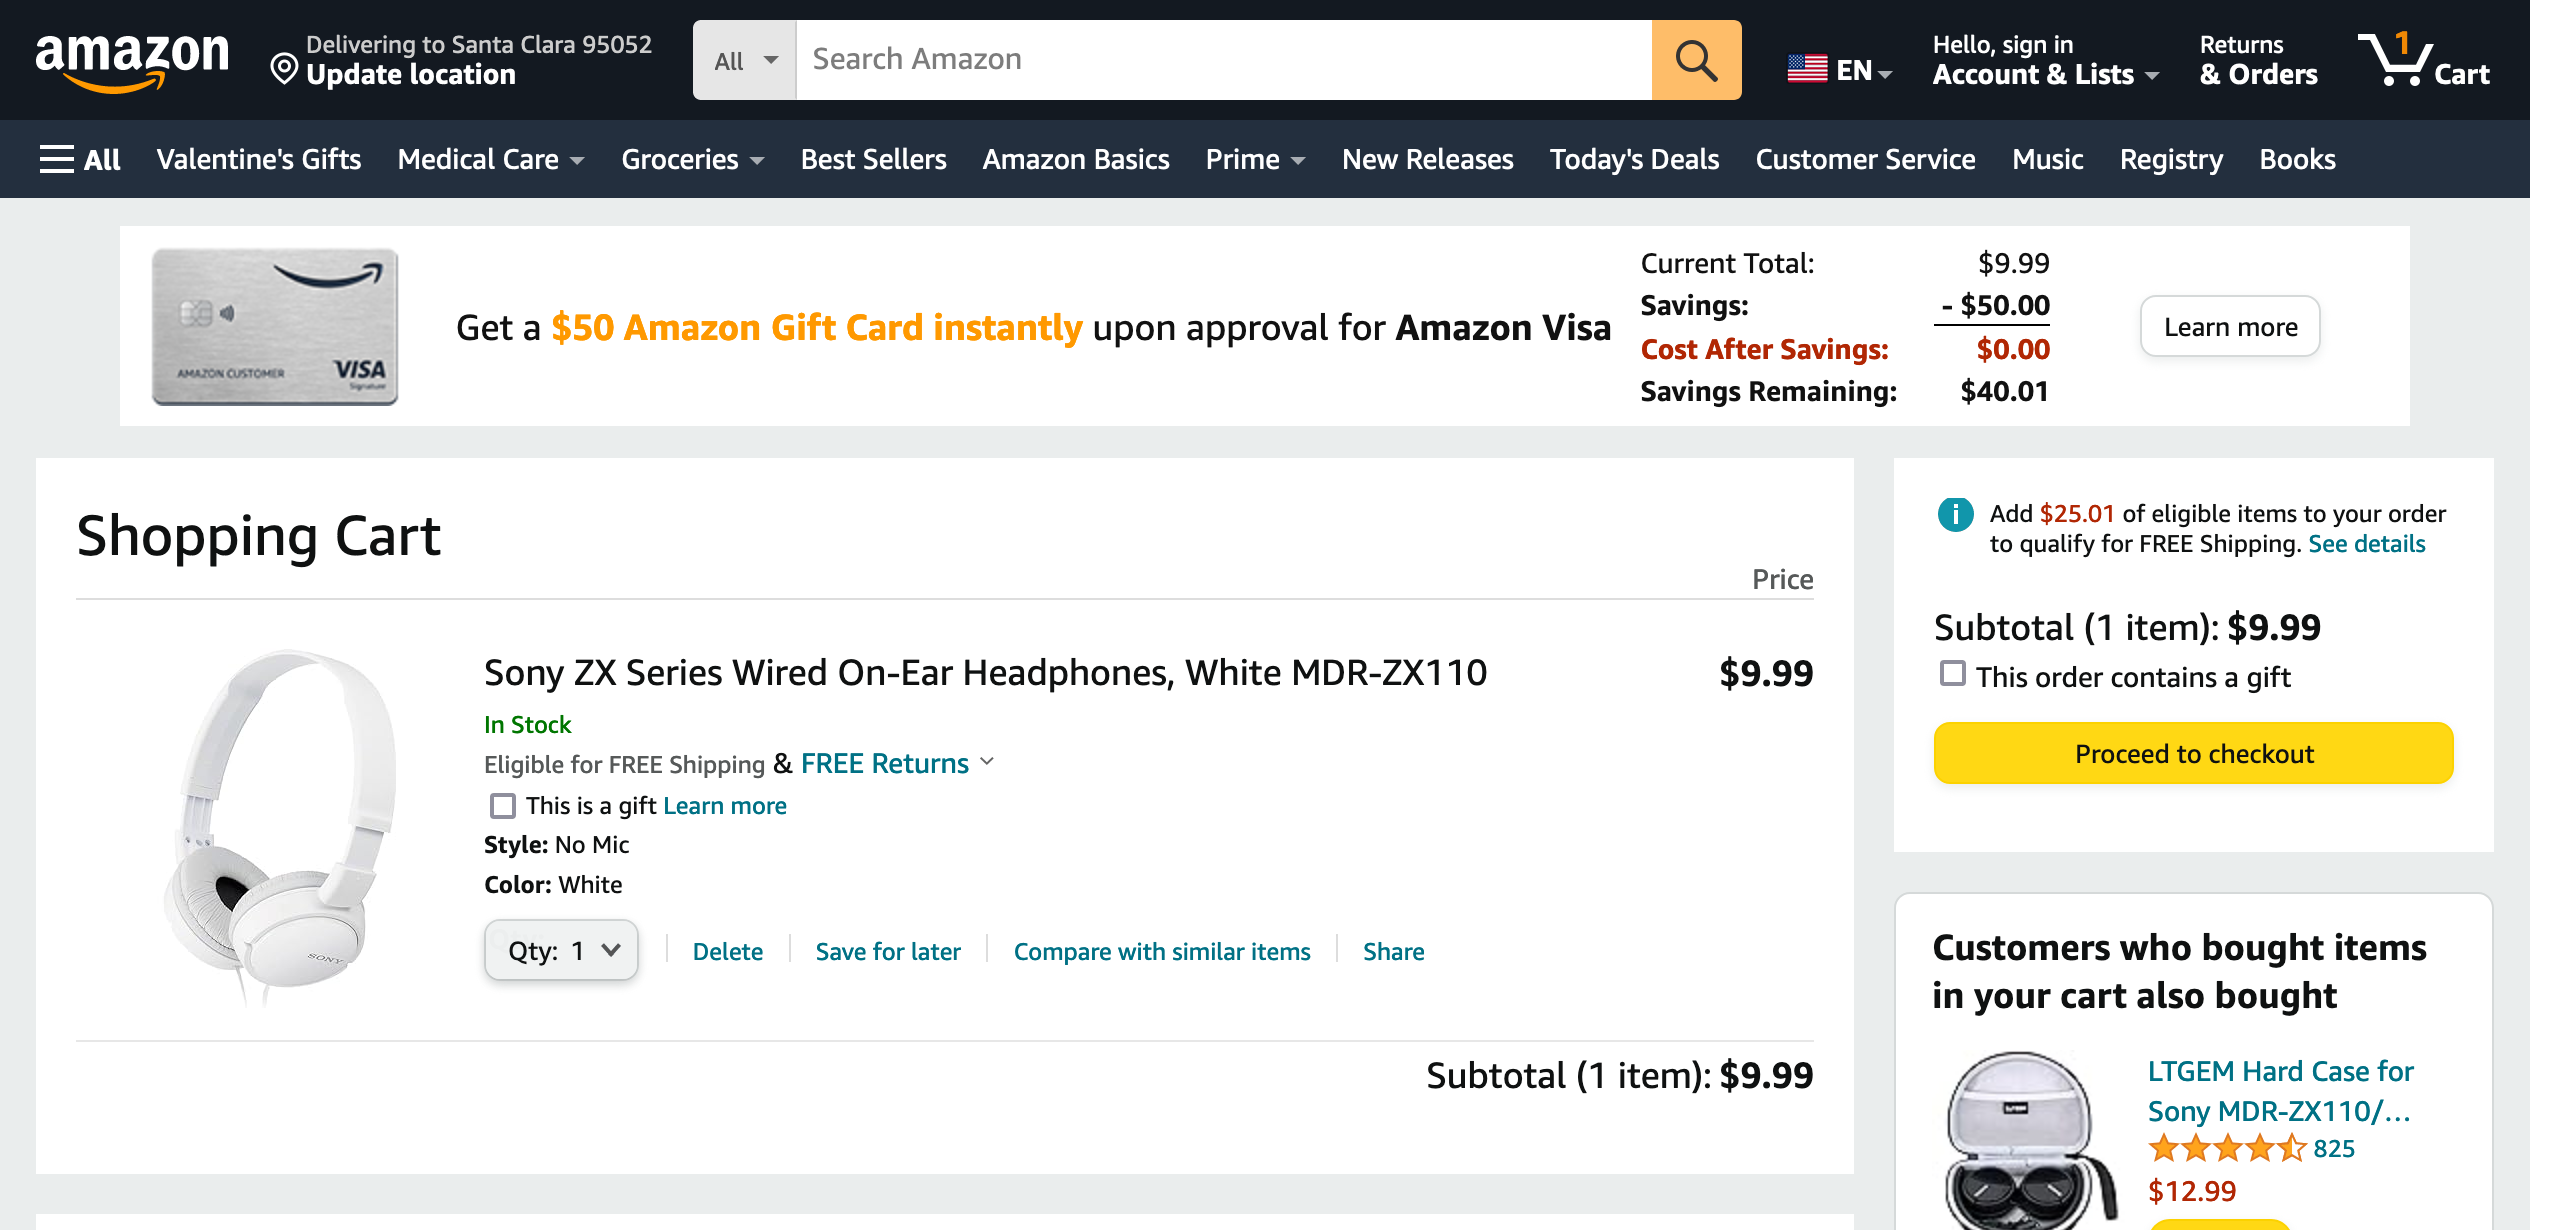 amazon
Delivering to Santa Clara 95052
Update location
All
Search Amazon
EN
Hello, sign in
Account & Lists
Returns
& Orders
1
Cart
All
Valentine's Gifts
Medical Care
Groceries
Best Sellers
Amazon Basics
Prime
New Releases
Today's Deals
Customer Service
Music
Registry
Books
AMAZON CUSTOMER
VISA
Signature
Get a $50 Amazon Gift Card instantly upon approval for Amazon Visa
Current Total: $9.99
Savings: - $50.00
Cost After Savings: $0.00
Savings Remaining: $40.01
Learn more
Shopping Cart
Price
Sony ZX Series Wired On-Ear Headphones, White MDR-ZX110
$9.99
In Stock
Eligible for FREE Shipping & FREE Returns
This is a gift Learn more
Style: No Mic
Color: White
Qty: 1
Delete
Save for later
Compare with similar items
Share
SONY
Subtotal (1 item): $9.99
i
Add $25.01 of eligible items to your order
to qualify for FREE Shipping. See details
Subtotal (1 item): $9.99
This order contains a gift
Proceed to checkout
Customers who bought items
in your cart also bought
LTGEM Hard Case for
Sony MDR-ZX110/…
825
$12.99